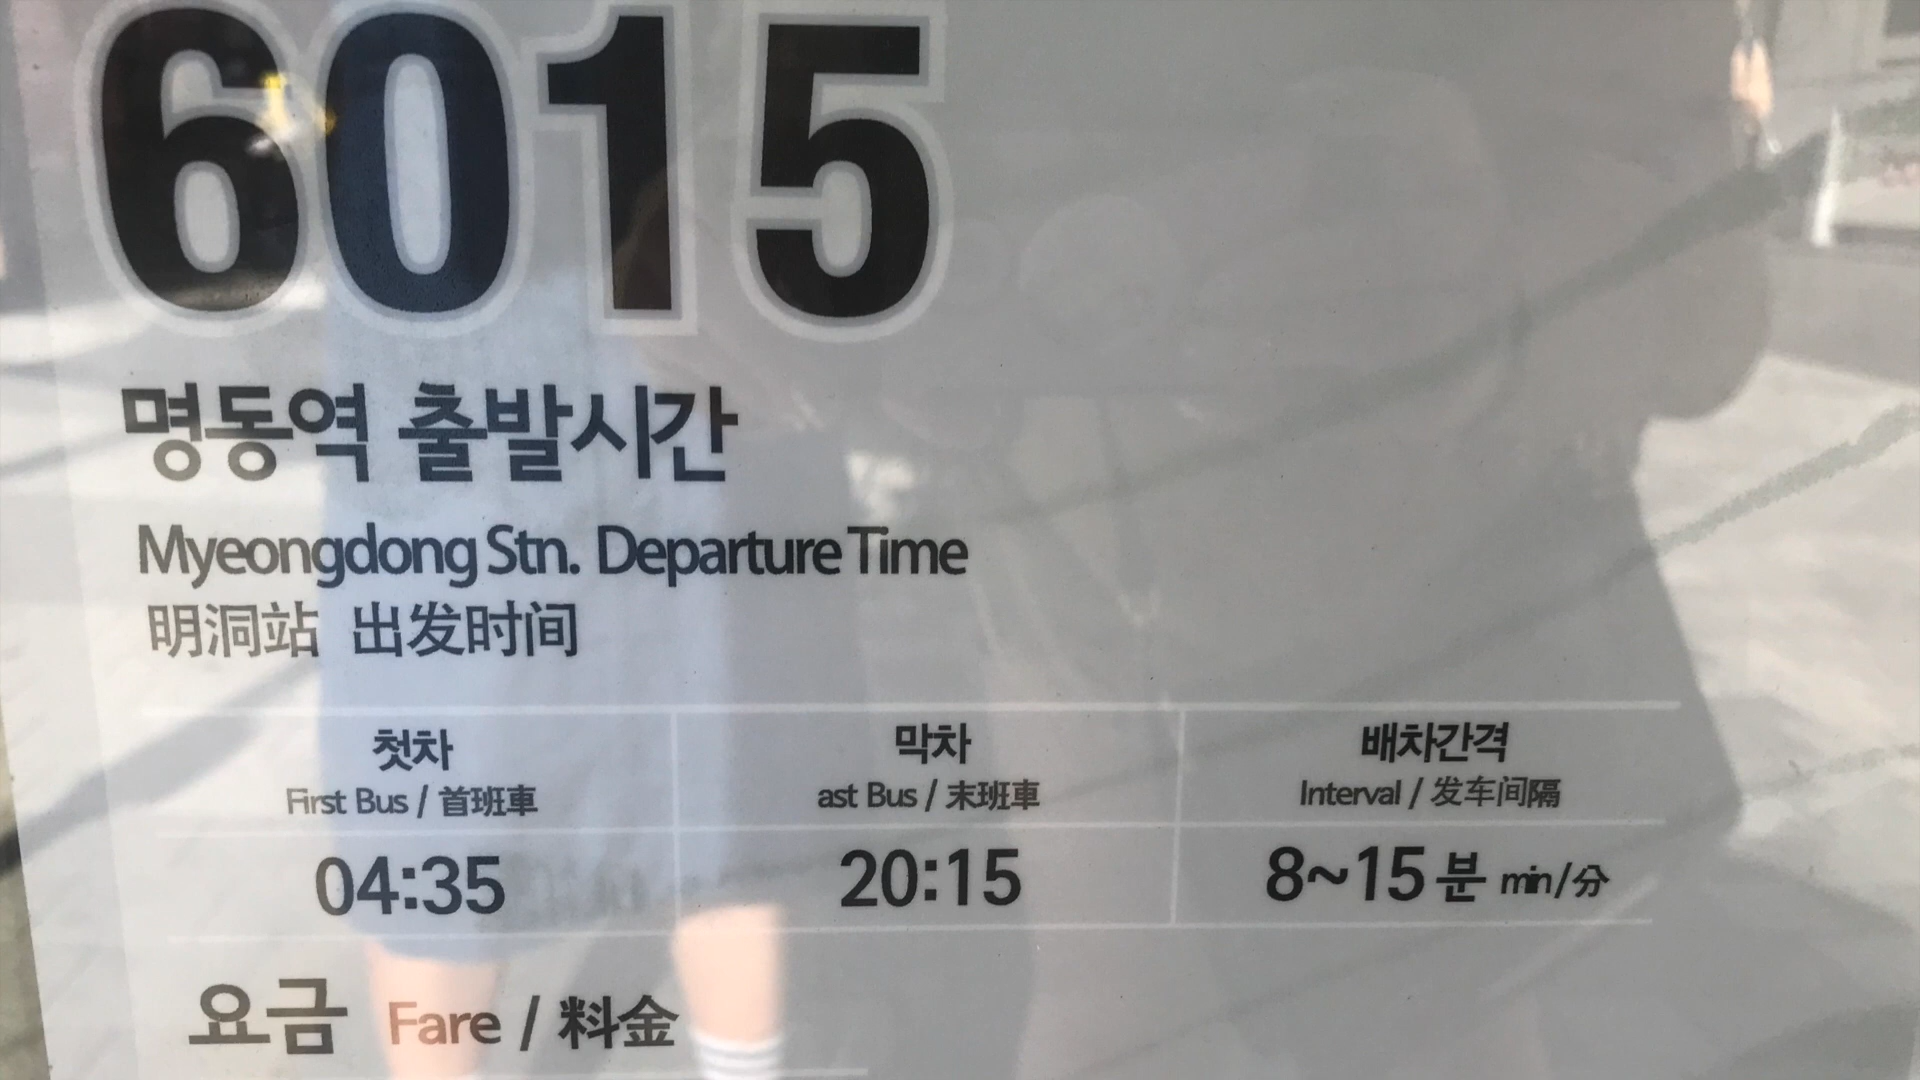 6015
명동역 출발시간
Myeongdong Stn. Departure Time
明洞站 出发时间
첫차 막차 배차간격
First Bus / 首班車 ast Bus / 末班車 Interval / 发车间隔
04:35 20:15 8~15분 min/分
요금 Fare / 料金